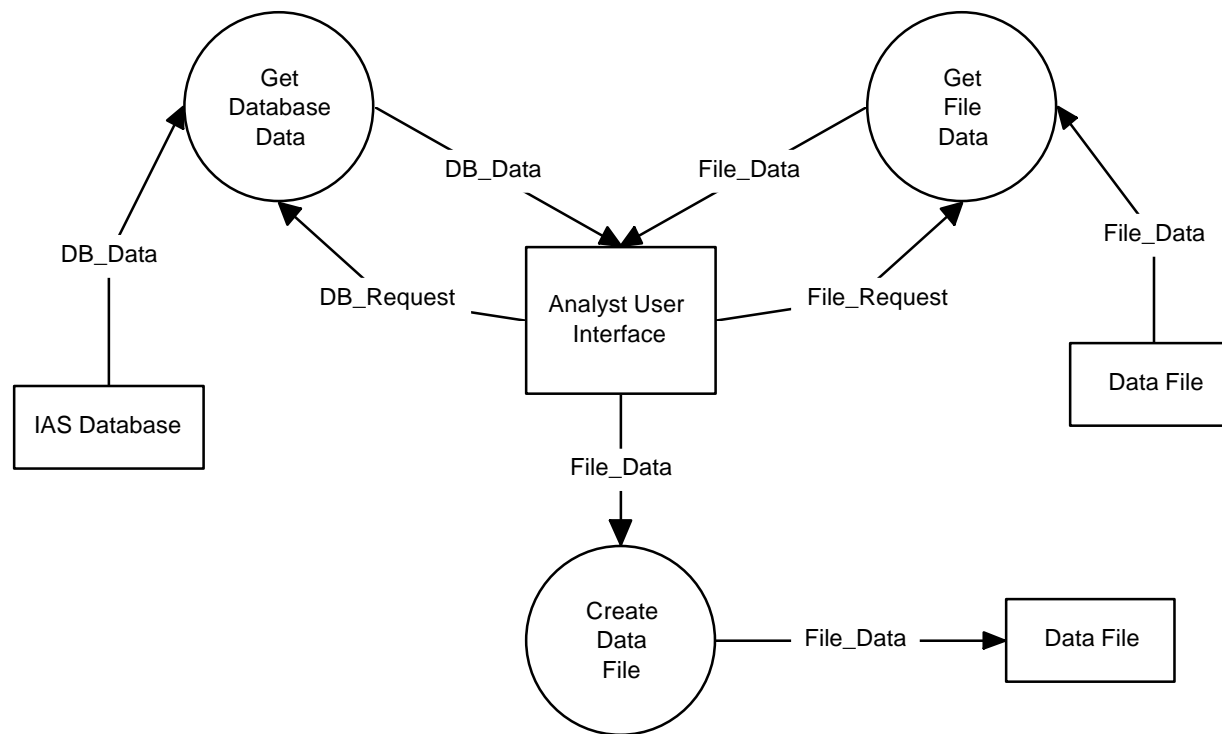 Get
Database
Data
Get
File
Data
DB_Data
File_Data
DB_Data
File_Data
DB_Request
Analyst User
Interface
File_Request
IAS Database
Data File
File_Data
Create
Data
File
File_Data
Data File